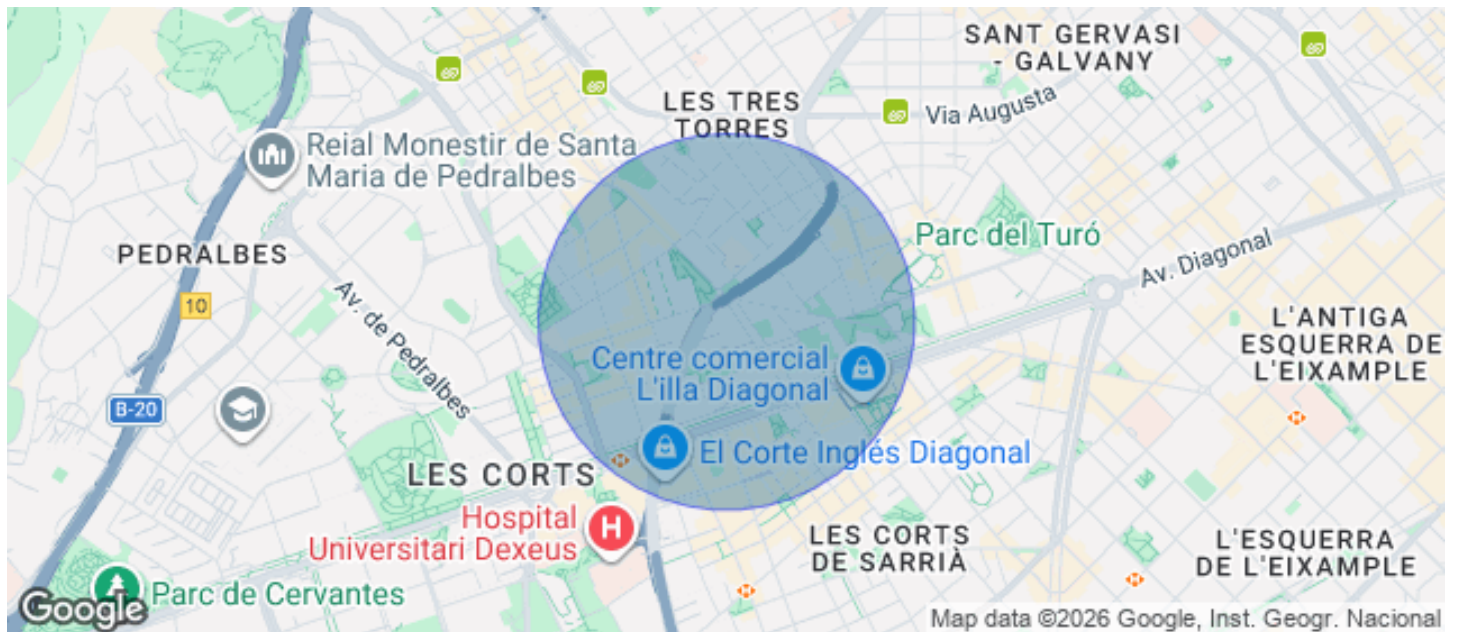 SANT GERVASI
- GALVANY
LES TRES
TORRES
Via Augusta
Reial Monestir de Santa
Maria de Pedralbes
Parc del Turó
PEDRALBES
Av. Diagonal
10
Av. de Pedralbes
L'ANTIGA
ESQUERRA DE
L'EIXAMPLE
Centre comercial
L'illa Diagonal
B-20
El Corte Inglés Diagonal
LES CORTS
Hospital
Universitari Dexeus
H
LES CORTS
DE SARRIÀ
L'ESQUERRA
DE L'EIXAMPLE
Parc de Cervantes
Google
Map data ©2026 Google, Inst. Geogr. Nacional